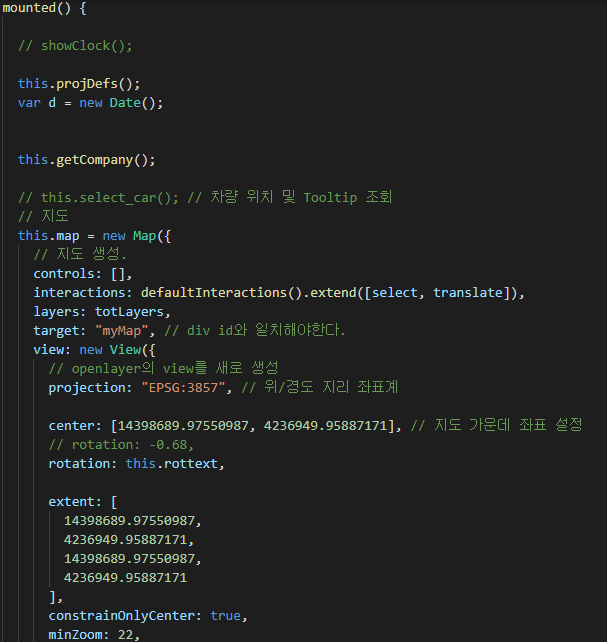 mounted() {
// showClock();
this.projDefs();
var d = new Date();
this.getCompany();
// this.select_car(); // 차량 위치 및 Tooltip 조회
// 지도
this.map = new Map({
// 지도 생성.
controls: [],
interactions: defaultInteractions().extend([select, translate]),
layers: totLayers,
target: "myMap", // div id와 일치해야한다.
view: new View({
// openlayer의 view를 새로 생성
projection: "EPSG:3857", // 위/경도 지리 좌표계
center: [14398689.97550987, 4236949.95887171], // 지도 가운데 좌표 설정
// rotation: -0.68,
rotation: this.rottext,
extent: [
14398689.97550987,
4236949.95887171,
14398689.97550987,
4236949.95887171
],
constrainOnlyCenter: true,
minZoom: 22,